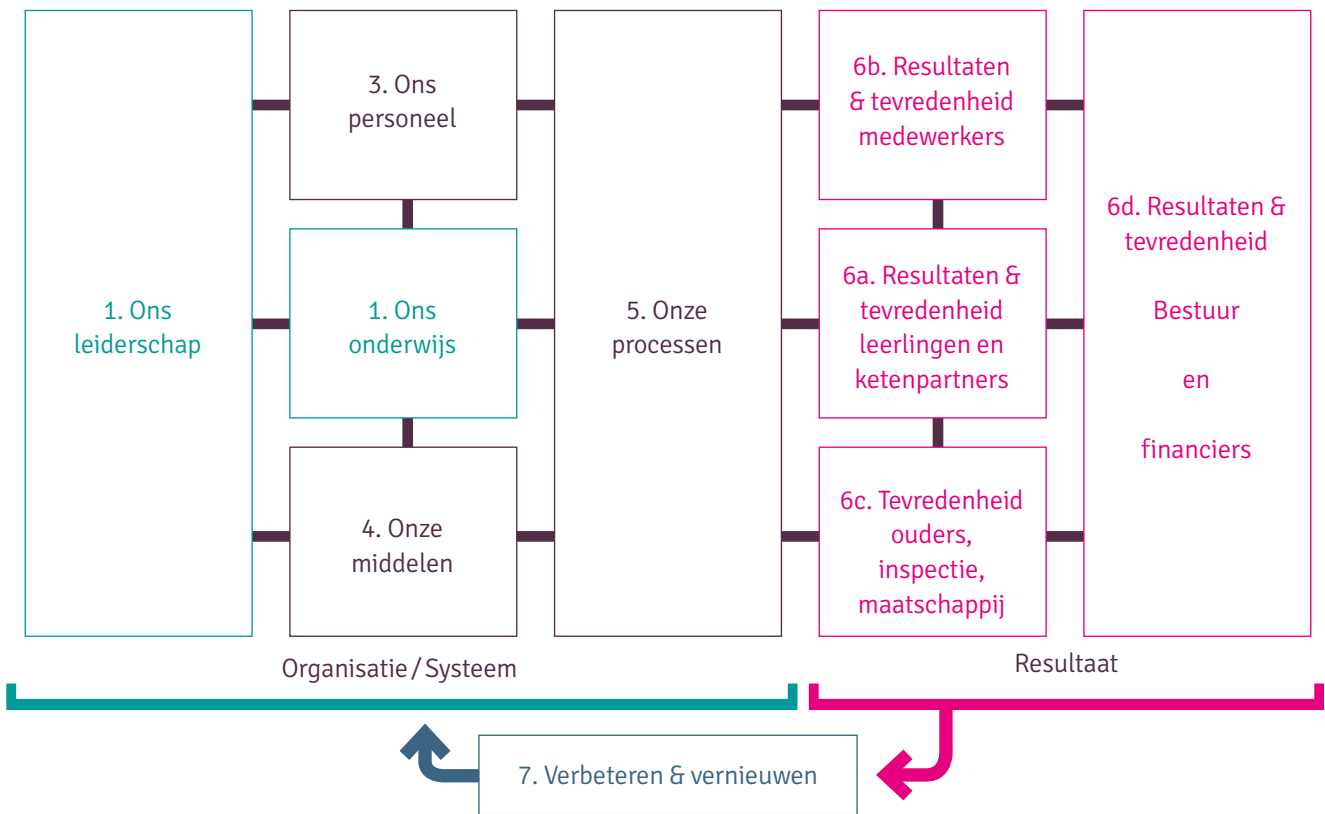 1. Ons
leiderschap
3. Ons
personeel
1. Ons
onderwijs
4. Onze
middelen
5. Onze
processen
6b. Resultaten
& tevredenheid
medewerkers
6a. Resultaten &
tevredenheid
leerlingen en
ketenpartners
6c. Tevredenheid
ouders,
inspectie,
maatschappij
6d. Resultaten &
tevredenheid
Bestuur
en
financiers
Organisatie / Systeem
Resultaat
7. Verbeteren & vernieuwen